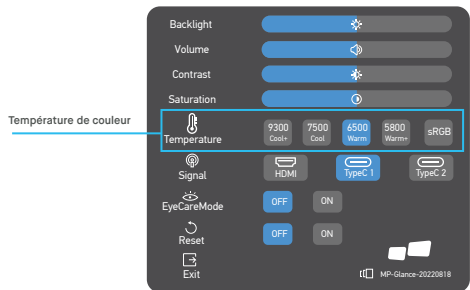 Backlight
Volume
Contrast
Saturation
Température de couleur
Temperature
9300 Cool+
7500 Cool
6500 Warm
5800 Warm+
sRGB
Signal
HDMI
TypeC 1
TypeC 2
EyeCareMode
OFF
ON
Reset
OFF
ON
Exit
MP-Glance-20220818